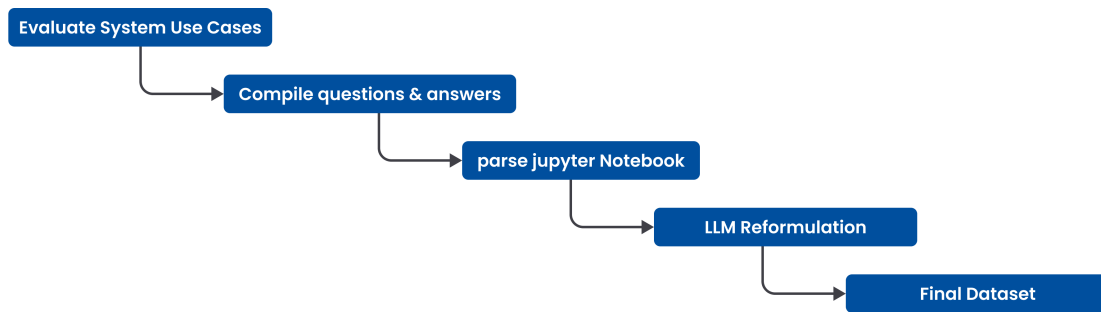 Evaluate System Use Cases
Compile questions & answers
parse jupyter Notebook
LLM Reformulation
Final Dataset